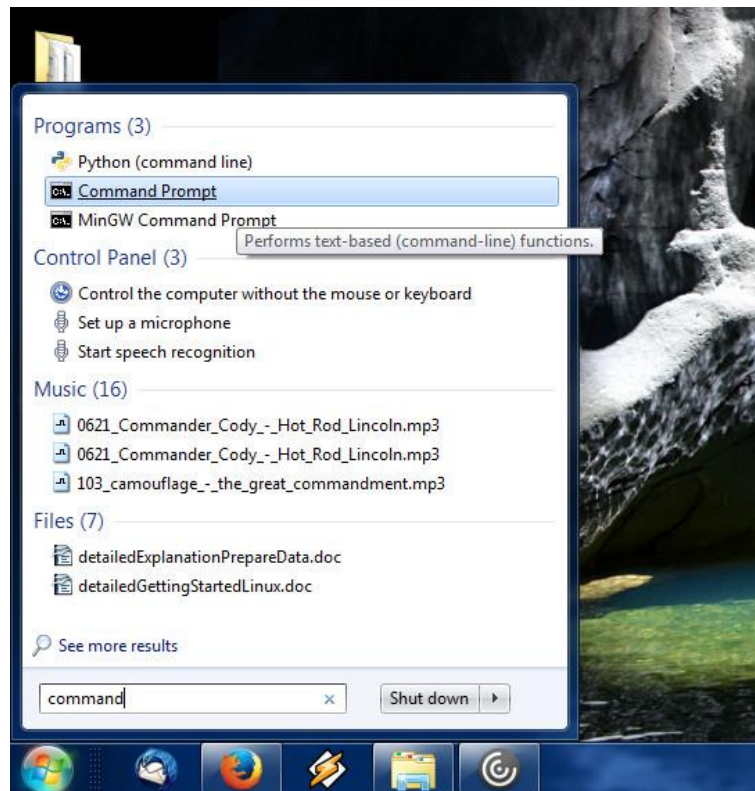 Programs (3)
Python (command line)
Command Prompt
MinGW Command Prompt
Performs text-based (command-line) functions.
Control Panel (3)
Control the computer without the mouse or keyboard
Set up a microphone
Start speech recognition
Music (16)
0621_Commander_Cody_-_Hot_Rod_Lincoln.mp3
0621_Commander_Cody_-_Hot_Rod_Lincoln.mp3
103_camouflage_-_the_great_commandment.mp3
Files (7)
detailedExplanationPrepareData.doc
detailedGettingStartedLinux.doc
See more results
command
Shut down